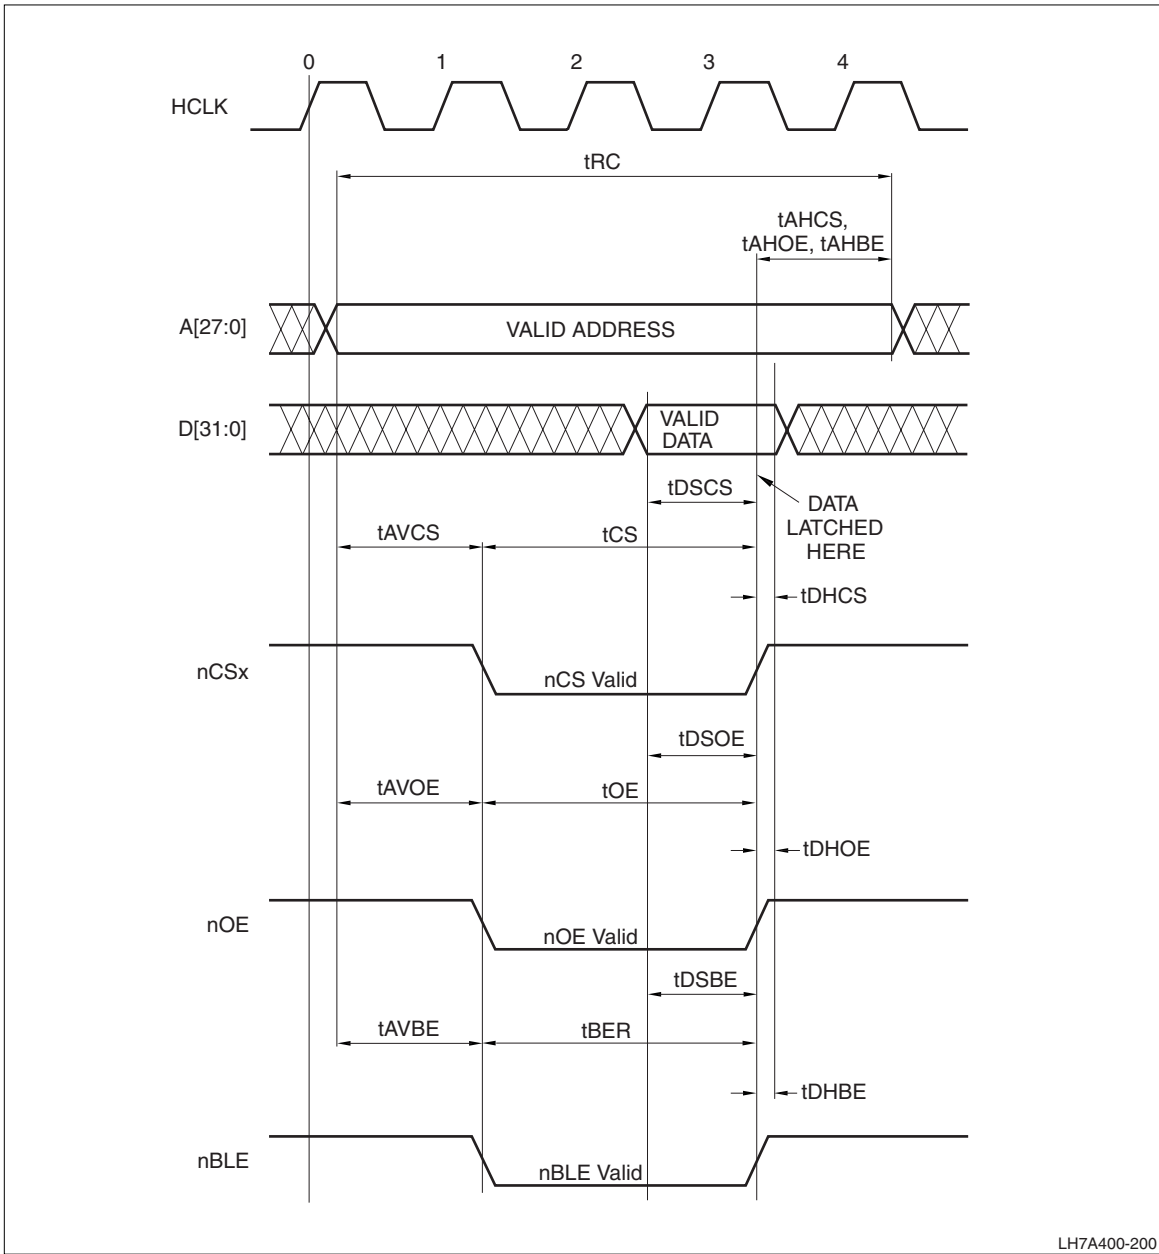 0 1 2 3 4
HCLK
tRC
tAHCS,
tAHOE, tAHBE
A[27:0] VALID ADDRESS
D[31:0] VALID
DATA
tDSCS
DATA
LATCHED
HERE
tAVCS tCS
tDHCS
nCSx nCS Valid
tDSOE
tAVOE tOE
tDHOE
nOE nOE Valid
tDSBE
tAVBE tBER
tDHBE
nBLE nBLE Valid
LH7A400-200